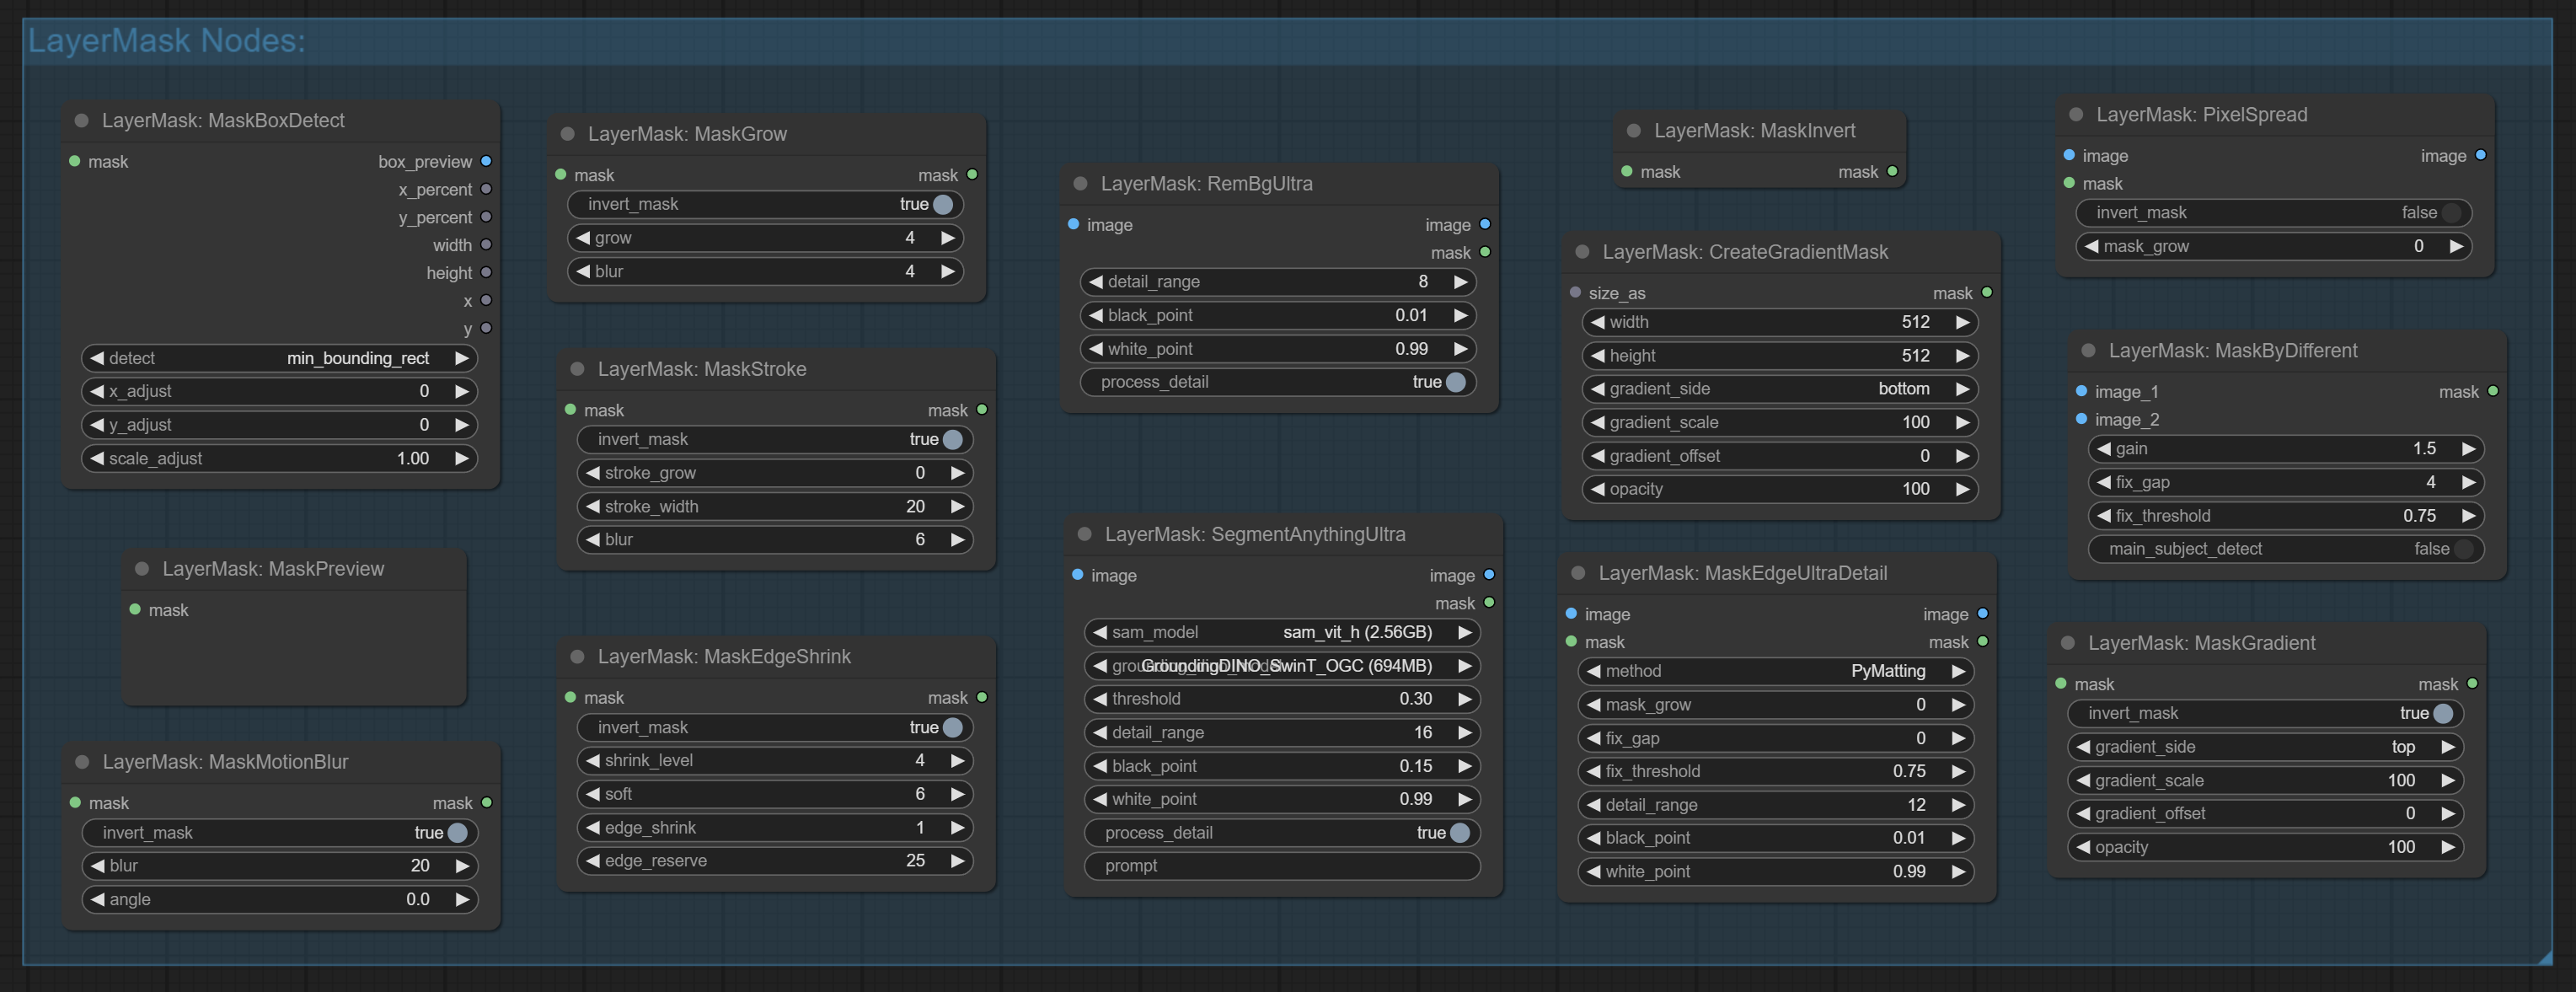 LayerMask Nodes:
LayerMask: MaskBoxDetect
mask box_preview
x_percent
y_percent
width
height
x
y
detect min_bounding_rect
x_adjust 0
y_adjust 0
scale_adjust 1.00
LayerMask: MaskPreview
mask
LayerMask: MaskMotionBlur
mask mask
invert_mask true
blur 20
angle 0.0
LayerMask: MaskGrow
mask mask
invert_mask true
grow 4
blur 4
LayerMask: MaskStroke
mask mask
invert_mask true
stroke_grow 0
stroke_width 20
blur 6
LayerMask: MaskEdgeShrink
mask mask
invert_mask true
shrink_level 4
soft 6
edge_shrink 1
edge_reserve 25
LayerMask: RemBgUltra
image image
mask
detail_range 8
black_point 0.01
white_point 0.99
process_detail true
LayerMask: SegmentAnythingUltra
image image
mask
sam_model sam_vit_h (2.56GB)
GroundingDINO_SwinT_OGC (694MB)
threshold 0.30
detail_range 16
black_point 0.15
white_point 0.99
process_detail true
prompt
LayerMask: MaskInvert
mask mask
LayerMask: CreateGradientMask
size_as mask
width 512
height 512
gradient_side bottom
gradient_scale 100
gradient_offset 0
opacity 100
LayerMask: MaskEdgeUltraDetail
image image
mask mask
method PyMatting
mask_grow 0
fix_gap 0
fix_threshold 0.75
detail_range 12
black_point 0.01
white_point 0.99
LayerMask: PixelSpread
image image
mask
invert_mask false
mask_grow 0
LayerMask: MaskByDifferent
image_1 mask
image_2
gain 1.5
fix_gap 4
fix_threshold 0.75
main_subject_detect false
LayerMask: MaskGradient
mask mask
invert_mask true
gradient_side top
gradient_scale 100
gradient_offset 0
opacity 100